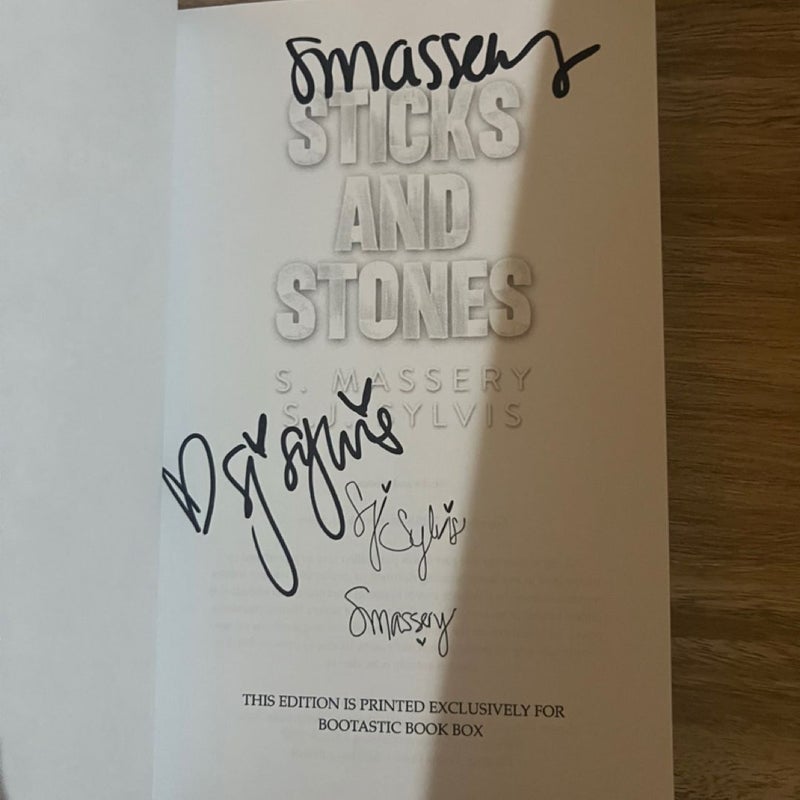 Smassery
STICKS
AND
STONES
S. MASSERY
S.J. SYLVIS
Sj Sylvis
Sj Sylvis
Smassery
THIS EDITION IS PRINTED EXCLUSIVELY FOR
BOOTASTIC BOOK BOX